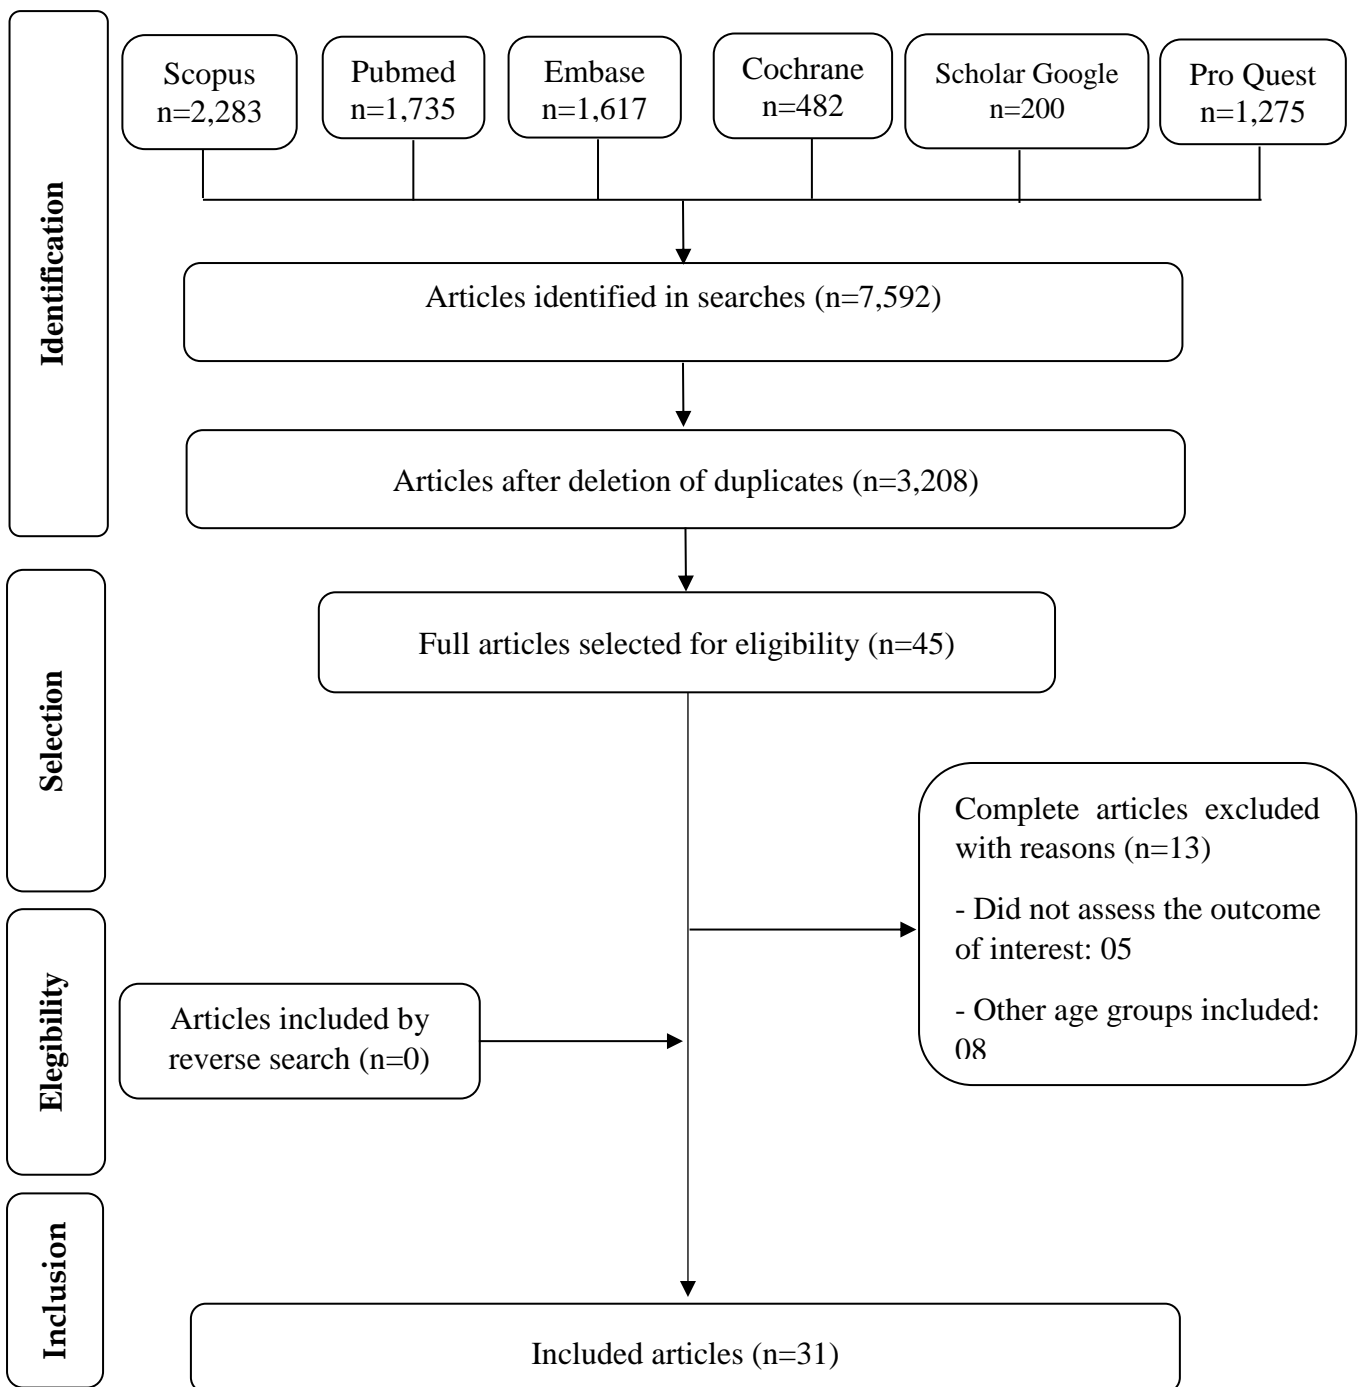 Identification
Scopus
n=2,283
Pubmed
n=1,735
Embase
n=1,617
Cochrane
n=482
Scholar Google
n=200
Pro Quest
n=1,275
Articles identified in searches (n=7,592)
Articles after deletion of duplicates (n=3,208)
Selection
Full articles selected for eligibility (n=45)
Complete articles excluded
with reasons (n=13)
- Did not assess the outcome
of interest: 05
- Other age groups included:
08
Elegibility
Articles included by
reverse search (n=0)
Inclusion
Included articles (n=31)